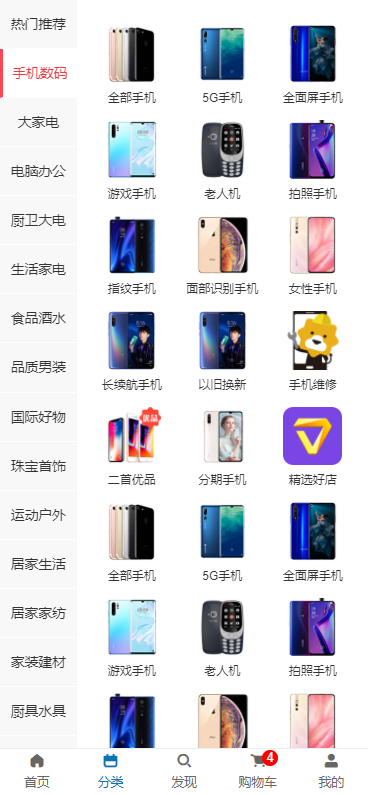 热门推荐
手机数码
大家电
电脑办公
厨卫大电
生活家电
食品酒水
品质男装
国际好物
珠宝首饰
运动户外
居家生活
居家家纺
家装建材
厨具水具
全部手机 5G手机 全面屏手机
游戏手机 老人机 拍照手机
指纹手机 面部识别手机 女性手机
长续航手机 以旧换新 手机维修
优品
二首优品 分期手机 精选好店
全部手机 5G手机 全面屏手机
游戏手机 老人机 拍照手机
4
首页 分类 发现 购物车 我的